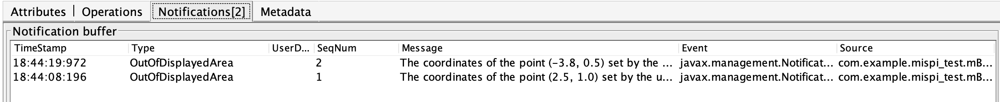 Attributes Operations Notifications[2] Metadata
Notification buffer
TimeStamp Type UserD... SeqNum Message Event Source
18:44:19:972 OutOfDisplayedArea 2 The coordinates of the point (-3.8, 0.5) set by the ... javax.management.Notificat... com.example.mispi_test.mB...
18:44:08:196 OutOfDisplayedArea 1 The coordinates of the point (2.5, 1.0) set by the u... javax.management.Notificat... com.example.mispi_test.mB...